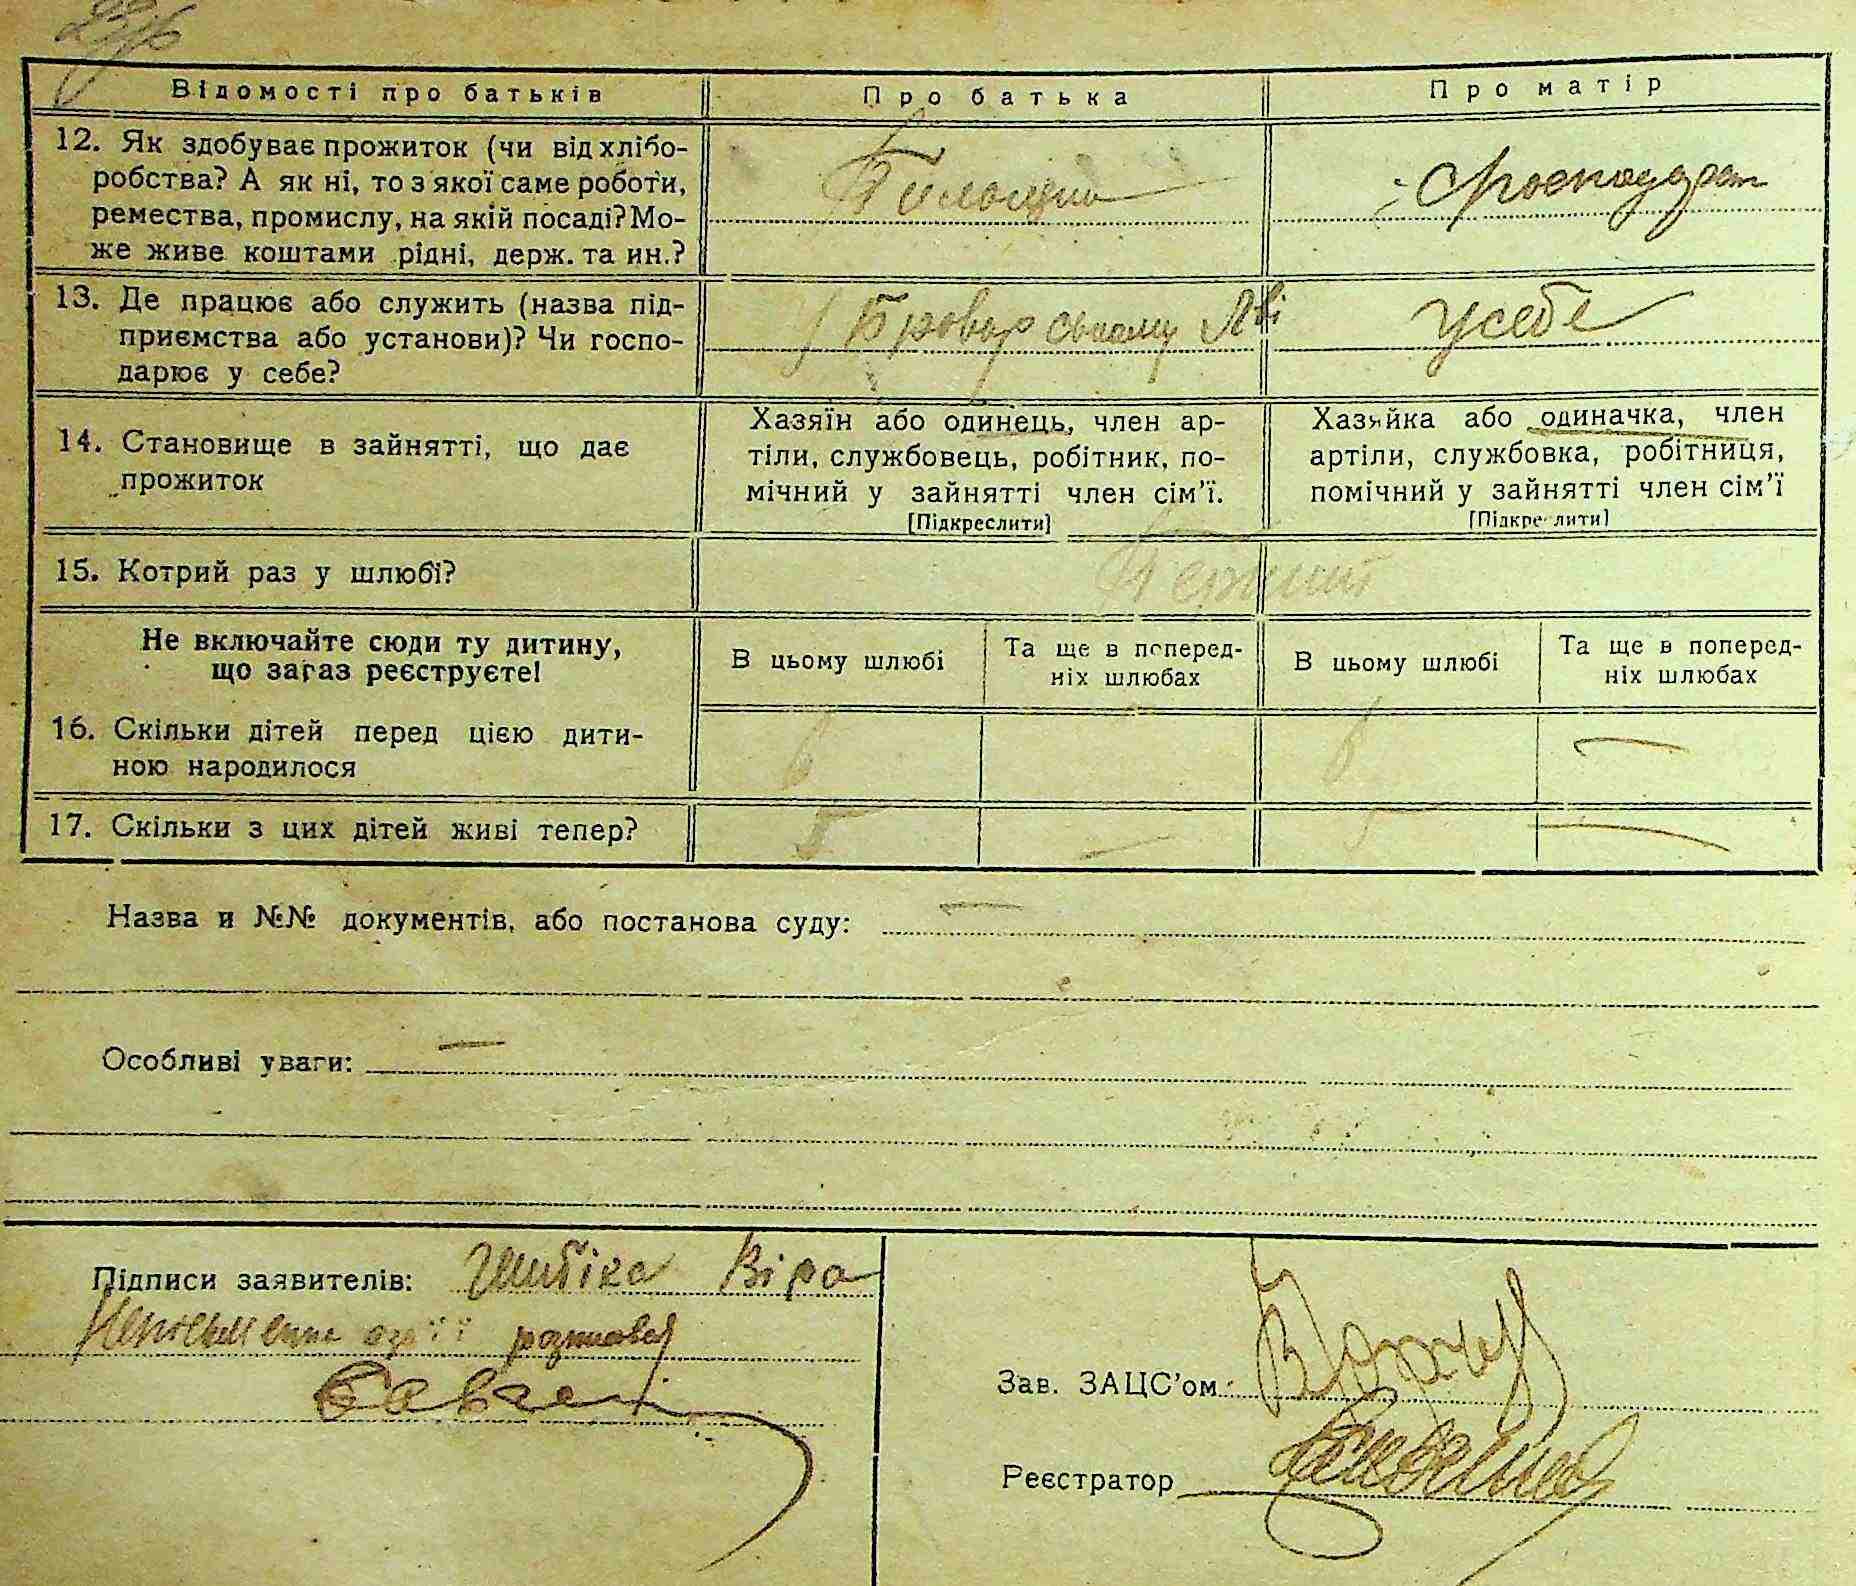 Відомості про батьків
Про батька
Про матір
12. Як здобуває прожиток (чи від хлібо-
робства? А як ні, то з якої саме роботи,
ремества, промислу, на якій посаді? Мо-
же живе коштами рідні, держ. та ин.?
13. Де працює або служить (назва під-
приємства або установи)? Чи госпо-
дарює у себе?
Броварському
у себе
14. Становище в зайнятті, що дає
прожиток
Хазяїн або одинець, член ар-
тіли, службовець, робітник, по-
мічний у зайнятті член сім’ї.
[Підкреслити]
Хазяйка або одиначка, член
артіли, службовка, робітниця,
помічний у зайнятті член сім’ї
[Підкреслити]
15. Котрий раз у шлюбі?
Перший
Не включайте сюди ту дитину,
що зараз реєструєте!
В цьому шлюбі
Та ще в поперед-
ніх шлюбах
В цьому шлюбі
Та ще в поперед-
ніх шлюбах
16. Скільки дітей перед цією дити-
ною народилося
6
6 —
17. Скільки з цих дітей живі тепер?
5 — 5 —
Назва и №№ документів, або постанова суду: —
Особливі уваги: —
Підписи заявителів: Шибіка Віра
Неписьменна
Зав. ЗАЦС’ом
Реєстратор